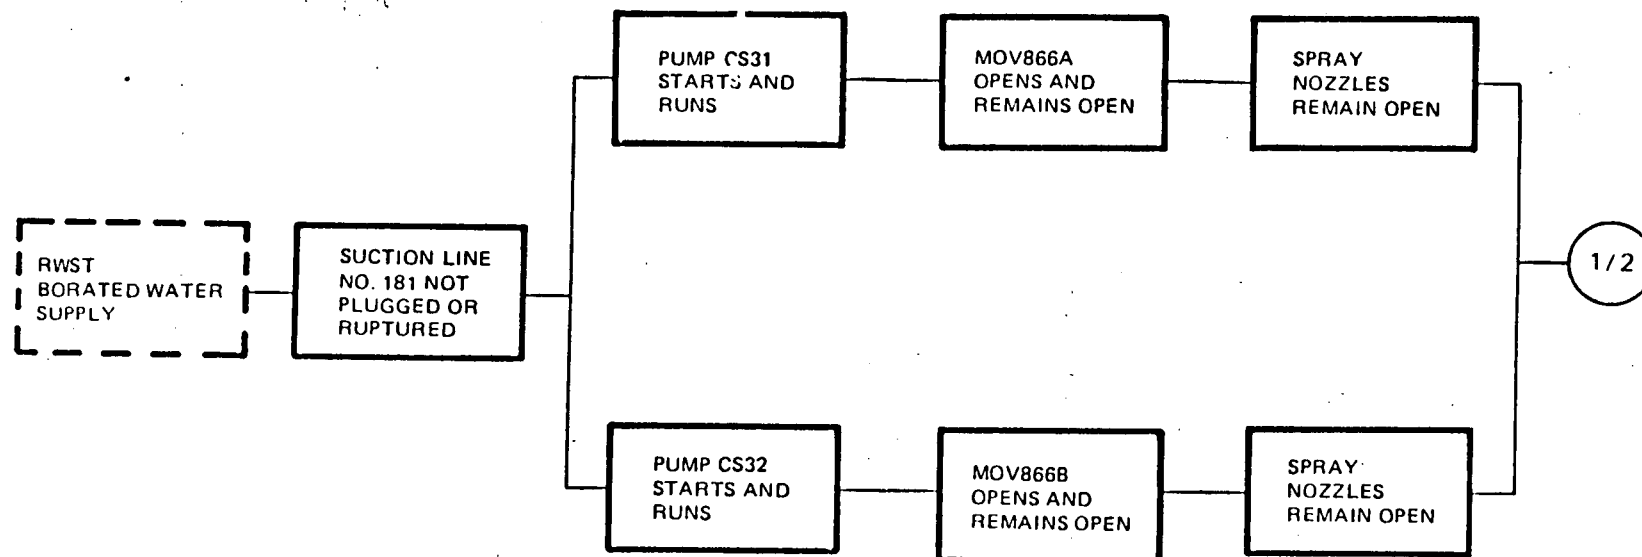 PUMP CS31
STARTS AND
RUNS
MOV866A
OPENS AND
REMAINS OPEN
SPRAY
NOZZLES
REMAIN OPEN
RWST
BORATED WATER
SUPPLY
SUCTION LINE
NO. 181 NOT
PLUGGED OR
RUPTURED
1/2
PUMP CS32
STARTS AND
RUNS
MOV866B
OPENS AND
REMAINS OPEN
SPRAY
NOZZLES
REMAIN OPEN